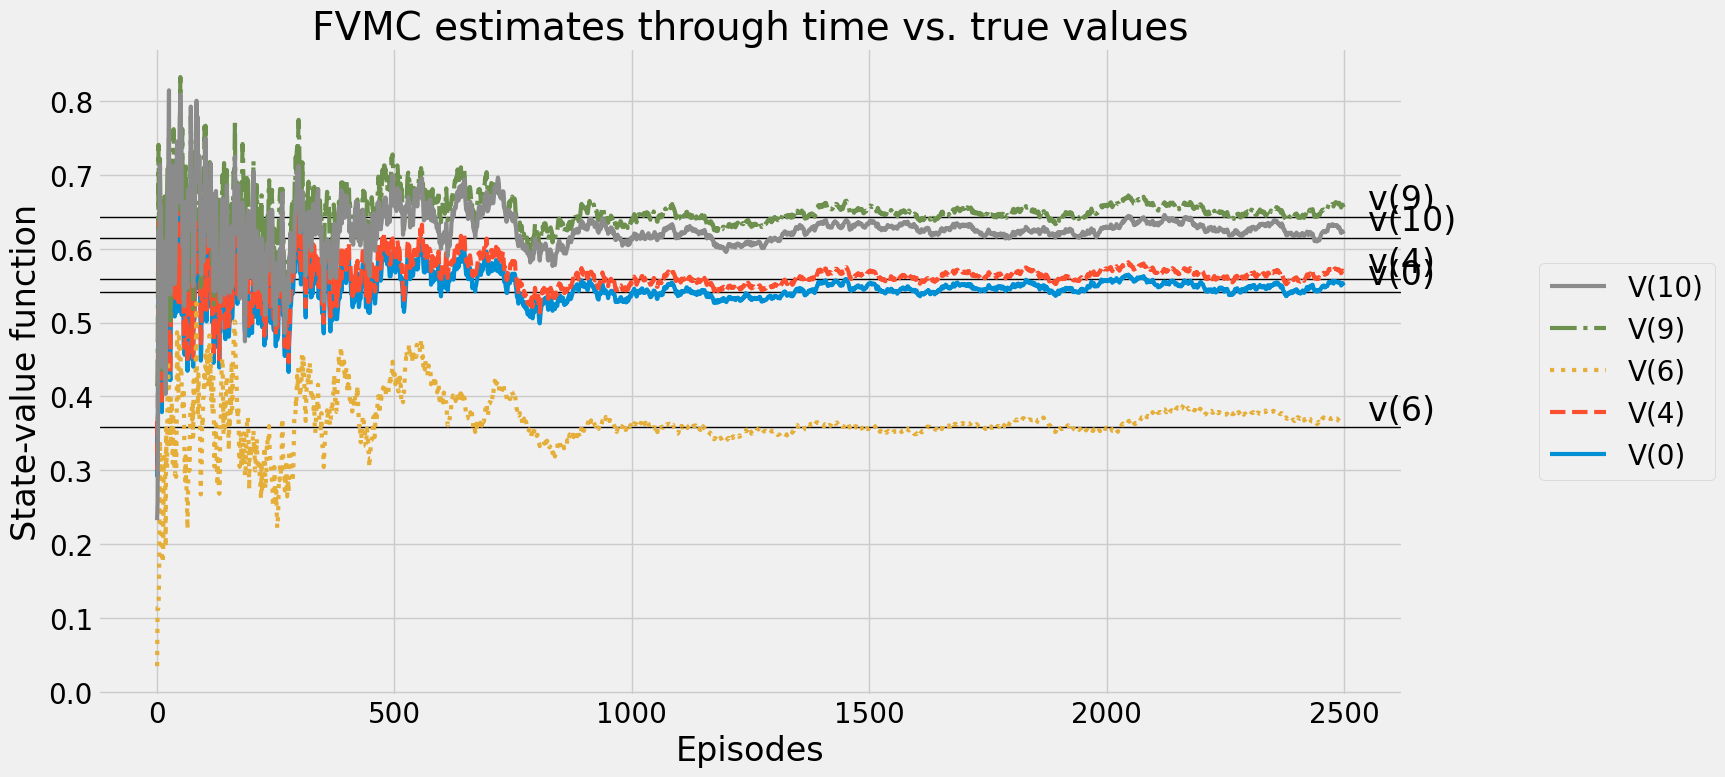 FVMC estimates through time vs. true values
State-value function
0.8
0.7
0.6
0.5
0.4
0.3
0.2
0.1
0.0
v(9)
v(10)
v(4)
v(0)
v(6)
V(10)
V(9)
V(6)
V(4)
V(0)
0 500 1000 1500 2000 2500
Episodes